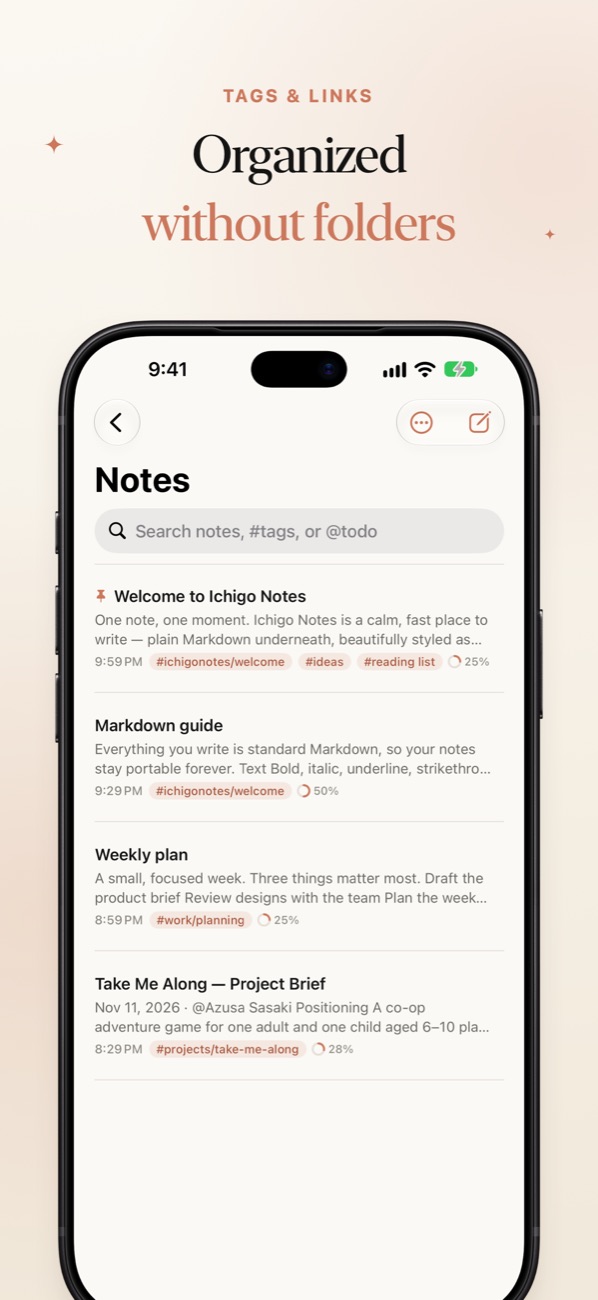 TAGS & LINKS
Organized
without folders
9:41
Notes
Search notes, #tags, or @todo
Welcome to Ichigo Notes
One note, one moment. Ichigo Notes is a calm, fast place to
write — plain Markdown underneath, beautifully styled as...
9:59 PM #ichigonotes/welcome #ideas #reading list 25%
Markdown guide
Everything you write is standard Markdown, so your notes
stay portable forever. Text Bold, italic, underline, strikethro...
9:29 PM #ichigonotes/welcome 50%
Weekly plan
A small, focused week. Three things matter most. Draft the
product brief Review designs with the team Plan the week...
8:59 PM #work/planning 25%
Take Me Along — Project Brief
Nov 11, 2026 · @Azusa Sasaki Positioning A co-op
adventure game for one adult and one child aged 6–10 pla...
8:29 PM #projects/take-me-along 28%